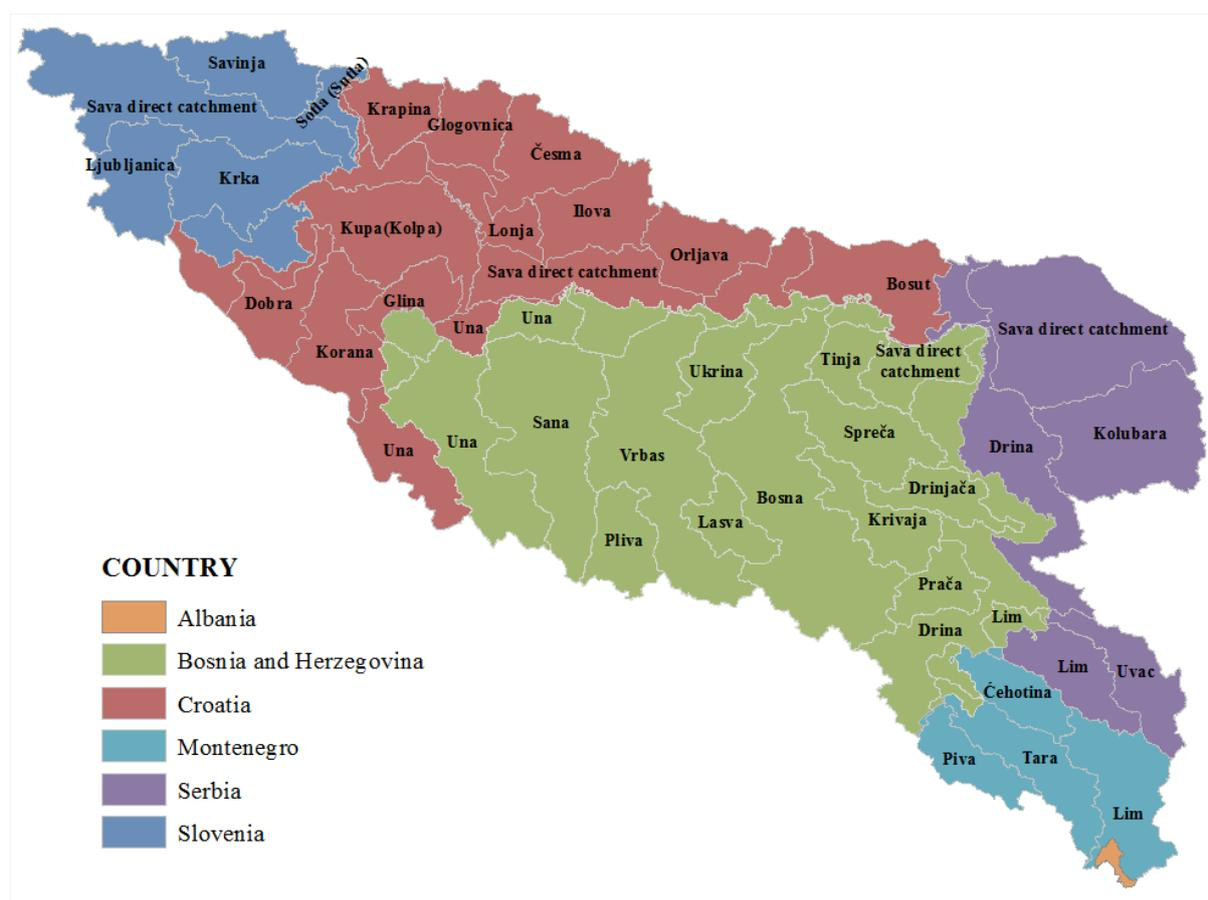 Savinja
Sotla (Sutla)
Sava direct catchment
Krapina
Glogovnica
Česma
Ljubljanica
Krka
Ilova
Kupa(Kolpa)
Lonja
Orljava
Sava direct catchment
Bosut
Dobra
Glina
Una
Una
Sava direct catchment
Korana
Ukrina
Tinja
Sava direct
catchment
Una
Una
Sana
Vrbas
Spreča
Drina
Kolubara
Bosna
Drinjača
Pliva
Lasva
Krivaja
Prača
Drina
Lim
Lim
Uvac
Ćehotina
Piva
Tara
Lim
COUNTRY
Albania
Bosnia and Herzegovina
Croatia
Montenegro
Serbia
Slovenia